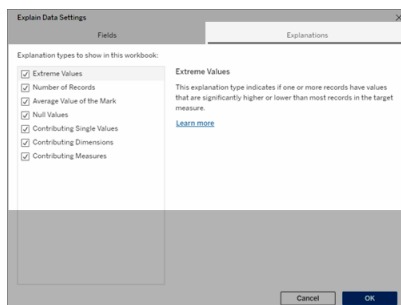 Explain Data Settings
Fields
Explanations
Explanation types to show in this workbook:
Extreme Values
Number of Records
Average Value of the Mark
Null Values
Contributing Single Values
Contributing Dimensions
Contributing Measures
Extreme Values
This explanation type indicates if one or more records have values
that are significantly higher or lower than most records in the target
measure.
Learn more
Cancel
OK